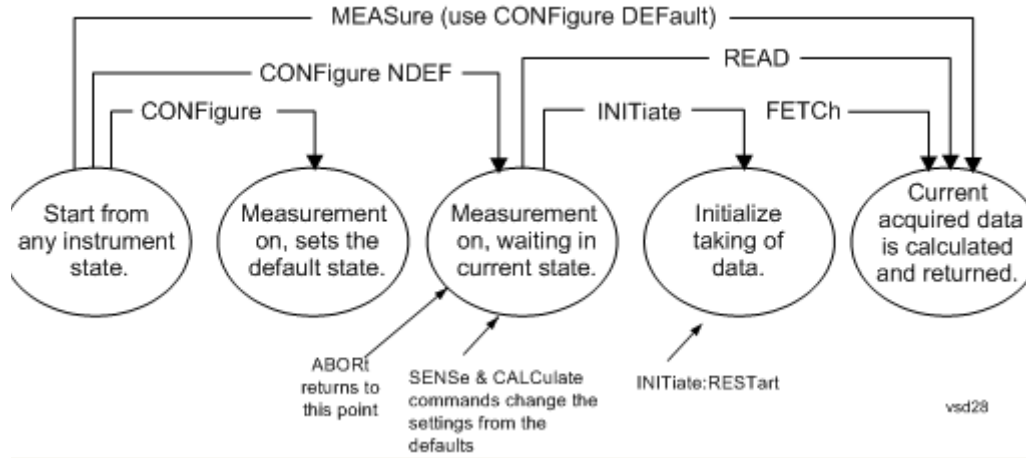 MEASure (use CONFigure DEFault)
CONFigure NDEF
READ
CONFigure
INITiate
FETCh
Start from
any instrument
state.
Measurement
on, sets the
default state.
Measurement
on, waiting in
current state.
Initialize
taking of
data.
Current
acquired data
is calculated
and returned.
ABORt
returns to
this point
SENSe & CALCulate
commands change the
settings from the
defaults
INITiate:RESTart
vsd28